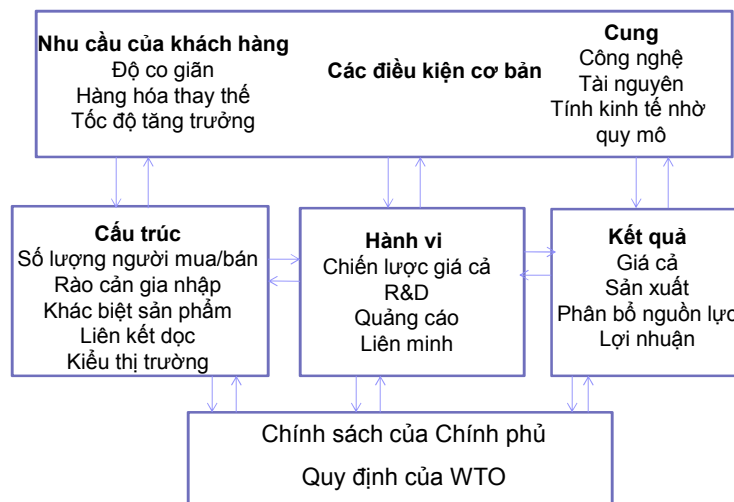 Nhu cầu của khách hàng
Độ co giãn
Hàng hóa thay thế
Tốc độ tăng trưởng
Các điều kiện cơ bản
Cung
Công nghệ
Tài nguyên
Tính kinh tế nhờ
quy mô
Cấu trúc
Số lượng người mua/bán
Rào cản gia nhập
Khác biệt sản phẩm
Liên kết dọc
Kiểu thị trường
Hành vi
Chiến lược giá cả
R&D
Quảng cáo
Liên minh
Kết quả
Giá cả
Sản xuất
Phân bổ nguồn lực
Lợi nhuận
Chính sách của Chính phủ
Quy định của WTO